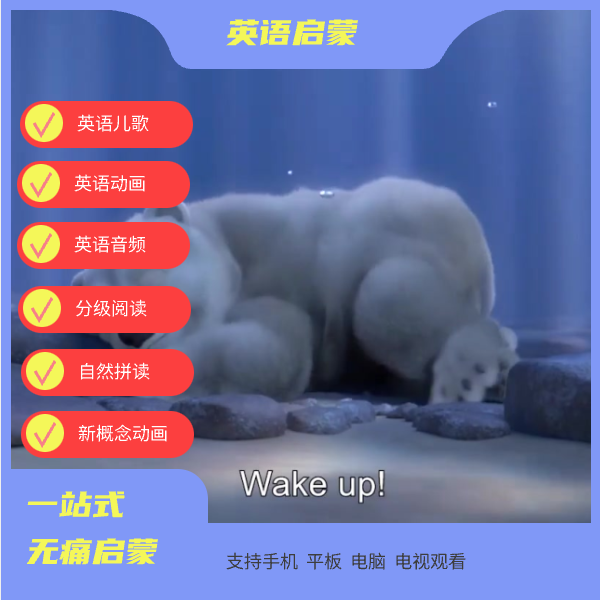 英语启蒙
英语儿歌
英语动画
英语音频
分级阅读
自然拼读
新概念动画
Wake up!
一站式
无痛启蒙
支持手机 平板 电脑 电视观看